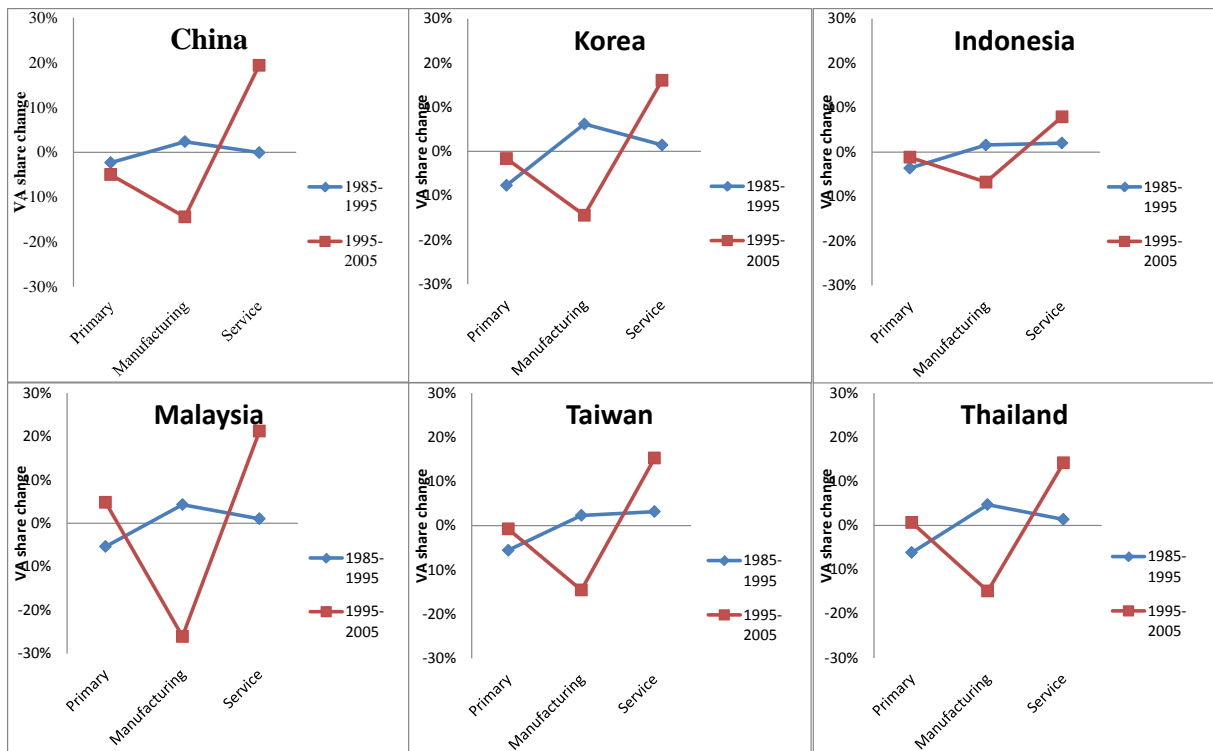 China
VA share change
30%
20%
10%
0%
10%
-20%
-30%
Primary
Manufacturing
Service
1985-
1995
1995-
2005
Korea
VA share change
30%
20%
10%
0%
-10%
-20%
-30%
Primary
Manufacturing
Service
1985-
1995
1995-
2005
Indonesia
VA share change
30%
20%
10%
0%
-10%
-20%
-30%
Primary
Manufacturing
Service
1985-
1995
1995-
2005
Malaysia
VA share change
30%
20%
10%
0%
-10%
-20%
-30%
Primary
Manufacturing
Service
1985-
1995
1995-
2005
Taiwan
VA share change
30%
20%
10%
0%
-10%
-20%
-30%
Primary
Manufacturing
Service
1985-
1995
1995-
2005
Thailand
VA share change
30%
20%
10%
0%
-10%
-20%
-30%
Primary
Manufacturing
Service
1985-
1995
1995-
2005